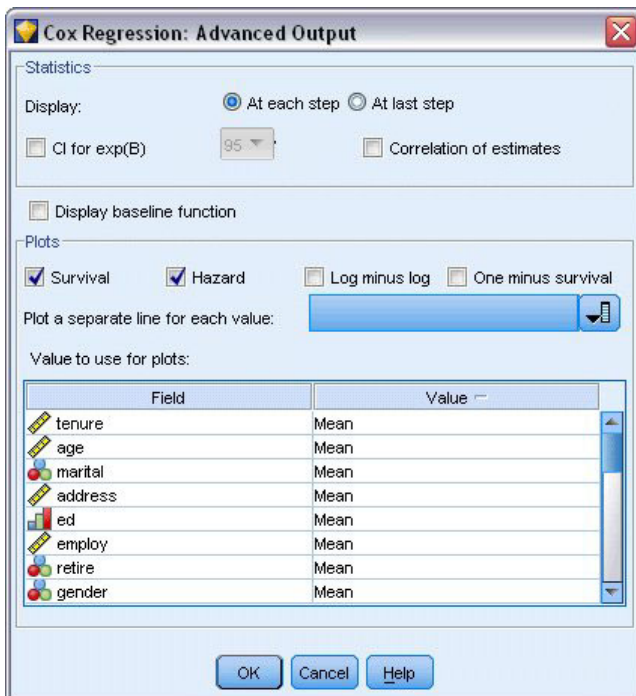 Cox Regression: Advanced Output
Statistics
Display: At each step At last step
CI for exp(B) 95 Correlation of estimates
Display baseline function
Plots
Survival Hazard Log minus log One minus survival
Plot a separate line for each value:
Value to use for plots:
Field Value
tenure Mean
age Mean
marital Mean
address Mean
ed Mean
employ Mean
retire Mean
gender Mean
OK Cancel Help